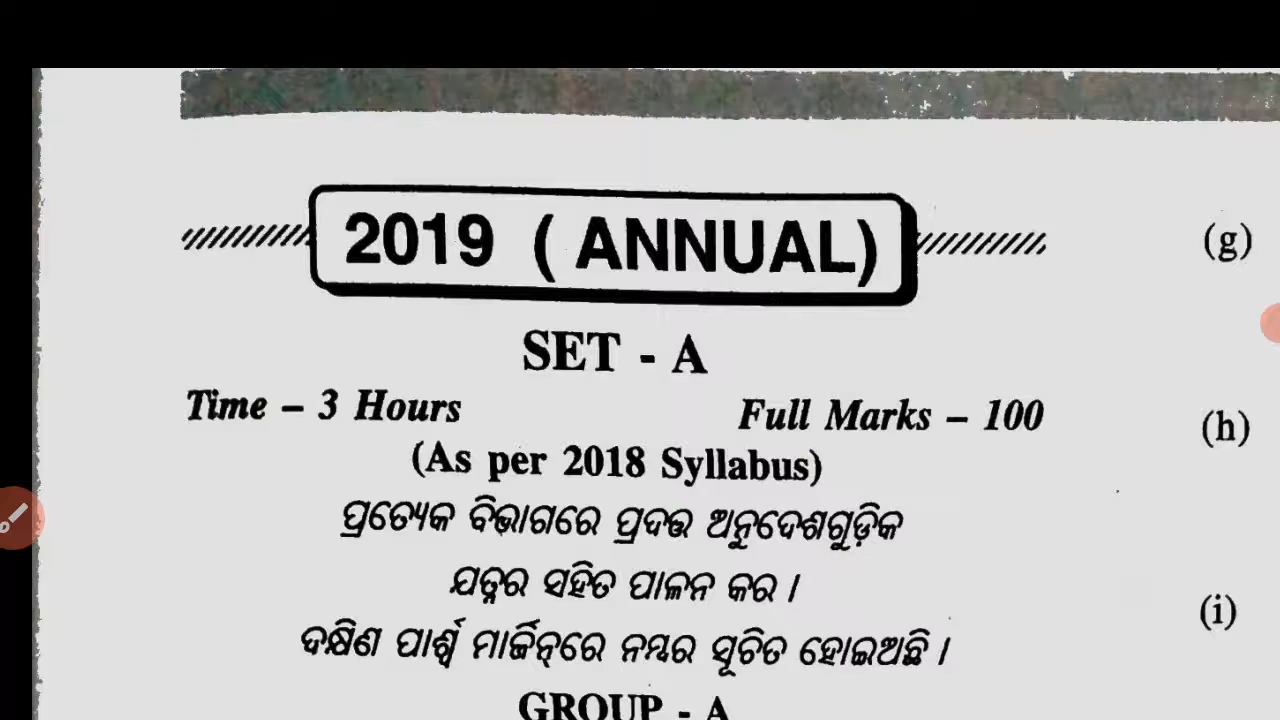 2019 ( ANNUAL)
SET - A
Time – 3 Hours Full Marks – 100
(As per 2018 Syllabus)
ପ୍ରତ୍ୟେକ ବିଭାଗରେ ପ୍ରଦତ୍ତ ଅନୁଦେଶଗୁଡ଼ିକ
ଯତ୍ନର ସହିତ ପାଳନ କର ।
ଦକ୍ଷିଣ ପାର୍ଶ୍ଵ ମାର୍ଜିନ୍‌ରେ ନମ୍ବର ସୂଚିତ ହୋଇଅଛି ।
GROUP - A
(g)
(h)
(i)